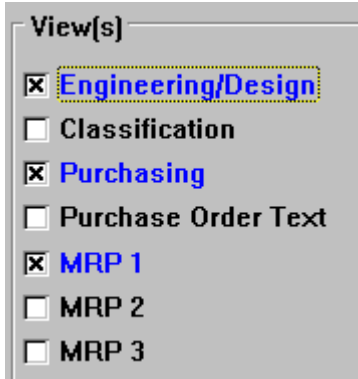 View(s)
Engineering/Design
Classification
Purchasing
Purchase Order Text
MRP 1
MRP 2
MRP 3